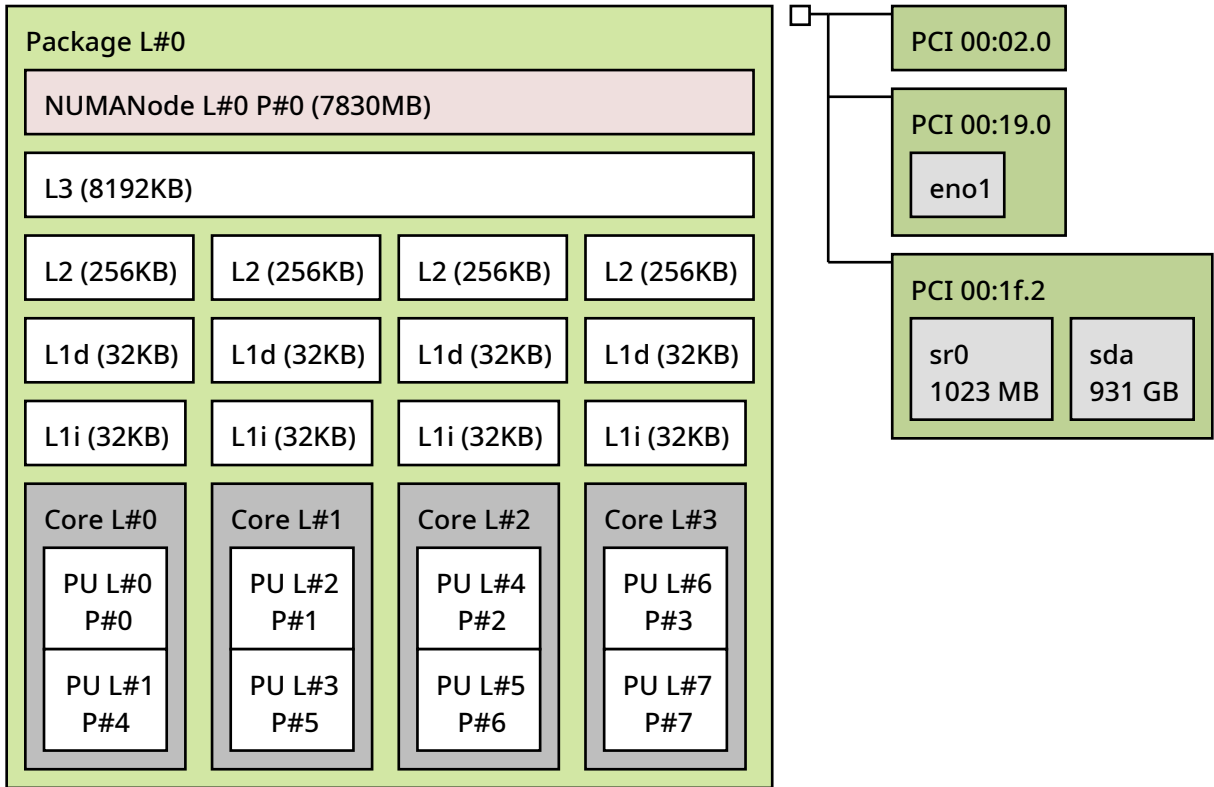 Package L#0
NUMANode L#0 P#0 (7830MB)
L3 (8192KB)
L2 (256KB) L2 (256KB) L2 (256KB) L2 (256KB)
L1d (32KB) L1d (32KB) L1d (32KB) L1d (32KB)
L1i (32KB) L1i (32KB) L1i (32KB) L1i (32KB)
Core L#0
PU L#0
P#0
PU L#1
P#4
Core L#1
PU L#2
P#1
PU L#3
P#5
Core L#2
PU L#4
P#2
PU L#5
P#6
Core L#3
PU L#6
P#3
PU L#7
P#7
PCI 00:02.0
PCI 00:19.0
eno1
PCI 00:1f.2
sr0
1023 MB
sda
931 GB